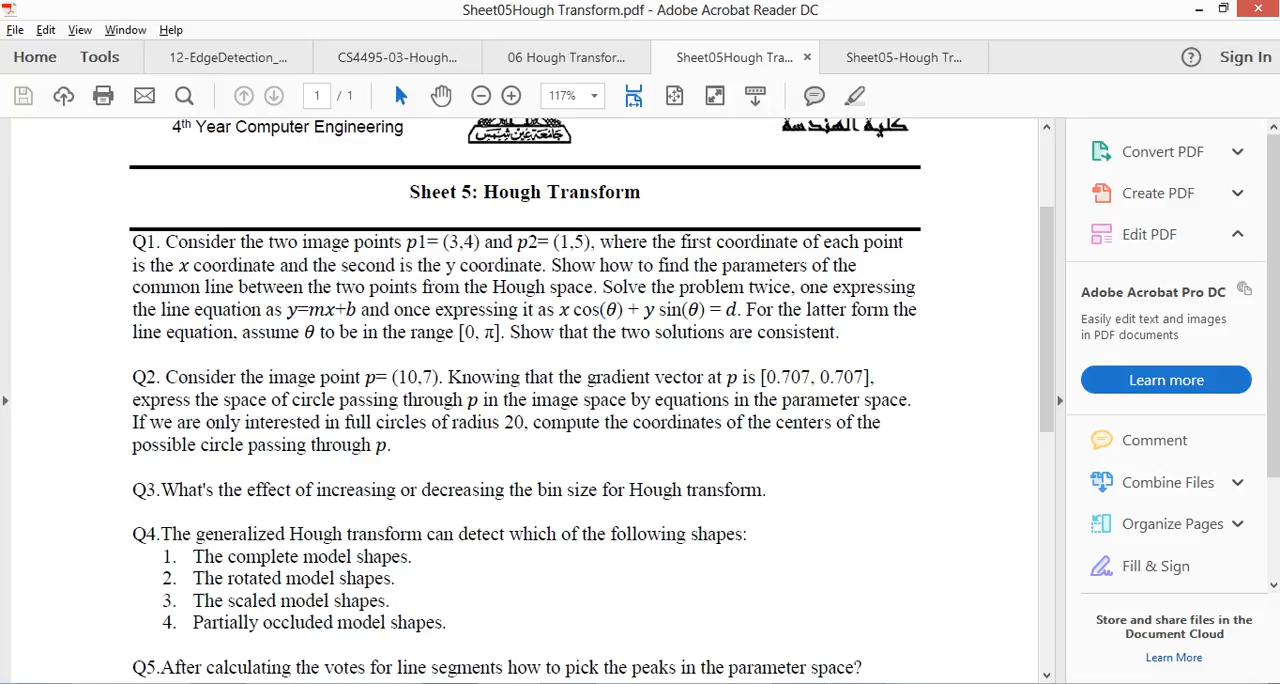 Sheet05Hough Transform.pdf - Adobe Acrobat Reader DC
File Edit View Window Help
Home Tools 12-EdgeDetection_... CS4495-03-Hough... 06 Hough Transfor... Sheet05Hough Tra... × Sheet05-Hough Tr... ? Sign In
1 / 1 117%
4th Year Computer Engineering
جامعة عين شمس
كلية الهندسة
Sheet 5: Hough Transform
Q1. Consider the two image points p1= (3,4) and p2= (1,5), where the first coordinate of each point
is the x coordinate and the second is the y coordinate. Show how to find the parameters of the
common line between the two points from the Hough space. Solve the problem twice, one expressing
the line equation as y=mx+b and once expressing it as x cos(θ) + y sin(θ) = d. For the latter form the
line equation, assume θ to be in the range [0, π]. Show that the two solutions are consistent.
Q2. Consider the image point p= (10,7). Knowing that the gradient vector at p is [0.707, 0.707],
express the space of circle passing through p in the image space by equations in the parameter space.
If we are only interested in full circles of radius 20, compute the coordinates of the centers of the
possible circle passing through p.
Q3.What's the effect of increasing or decreasing the bin size for Hough transform.
Q4.The generalized Hough transform can detect which of the following shapes:
1. The complete model shapes.
2. The rotated model shapes.
3. The scaled model shapes.
4. Partially occluded model shapes.
Q5.After calculating the votes for line segments how to pick the peaks in the parameter space?
Convert PDF
Create PDF
Edit PDF
Adobe Acrobat Pro DC
Easily edit text and images
in PDF documents
Learn more
Comment
Combine Files
Organize Pages
Fill & Sign
Store and share files in the
Document Cloud
Learn More